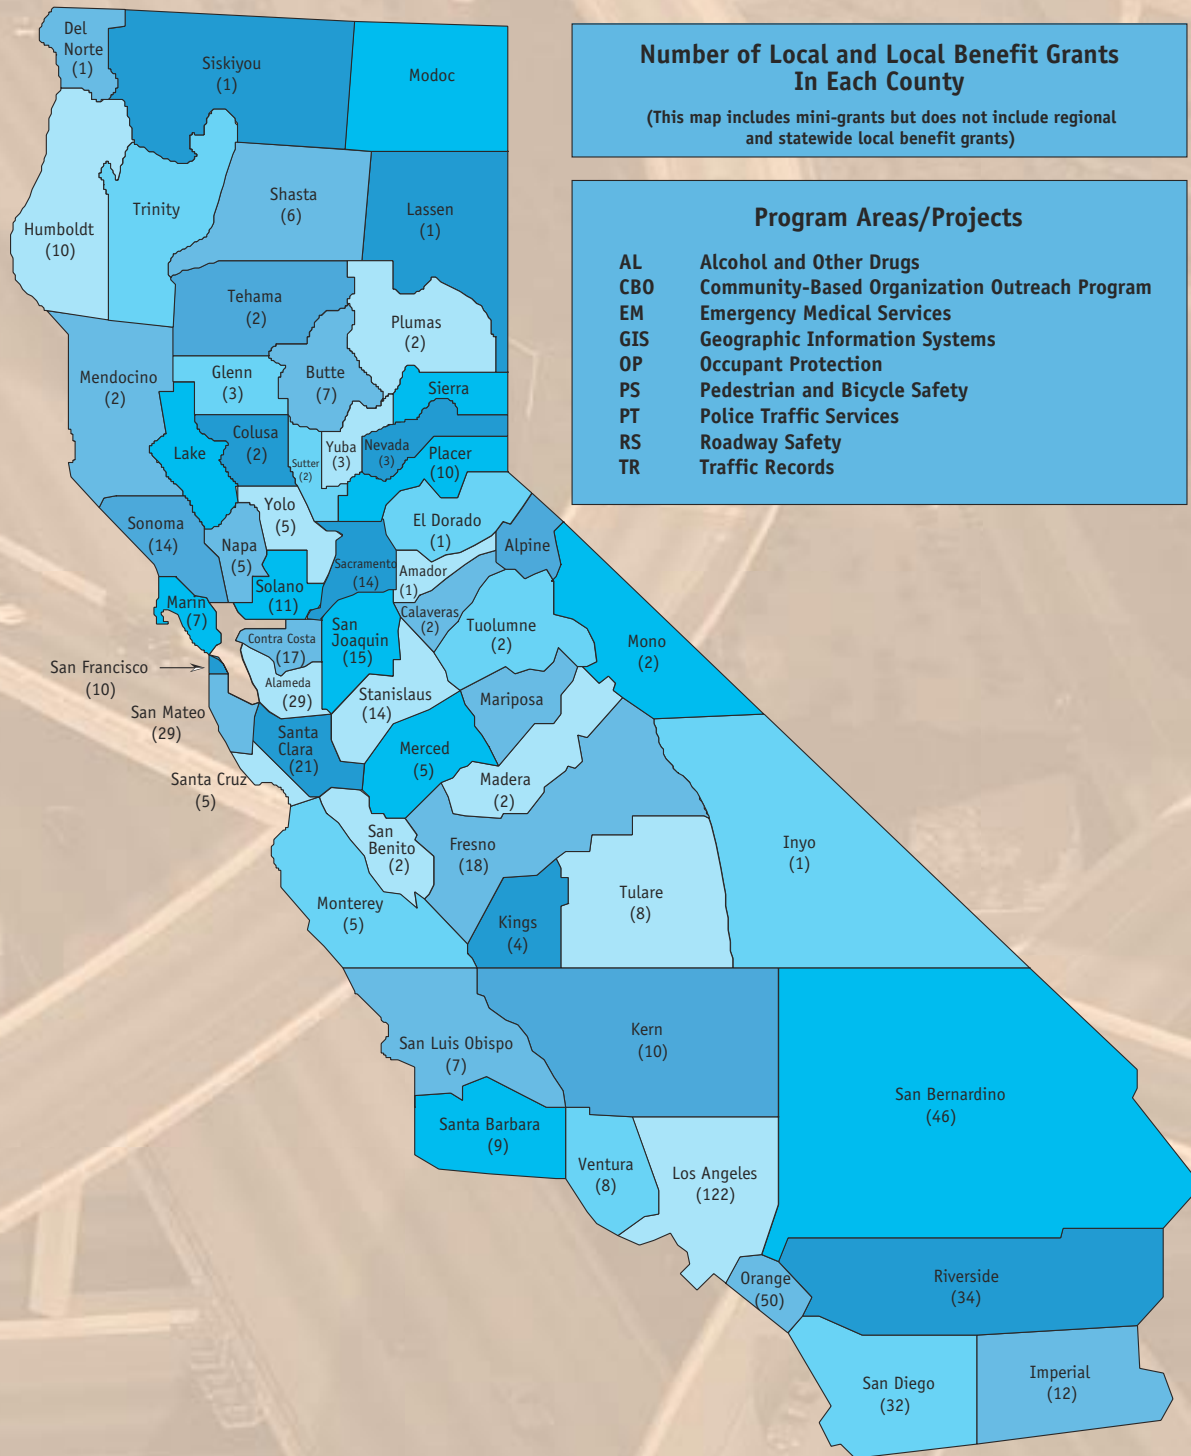 Number of Local and Local Benefit Grants
In Each County
(This map includes mini-grants but does not include regional
and statewide local benefit grants)
Program Areas/Projects
AL Alcohol and Other Drugs
CBO Community-Based Organization Outreach Program
EM Emergency Medical Services
GIS Geographic Information Systems
OP Occupant Protection
PS Pedestrian and Bicycle Safety
PT Police Traffic Services
RS Roadway Safety
TR Traffic Records
Del
Norte
(1)
Siskiyou
(1)
Modoc
Humboldt
(10)
Trinity
Shasta
(6)
Lassen
(1)
Tehama
(2)
Plumas
(2)
Mendocino
(2)
Glenn
(3)
Butte
(7)
Sierra
Lake
Colusa
(2)
Sutter
(2)
Yuba
(3)
Nevada
(3)
Placer
(10)
Yolo
(5)
El Dorado
(1)
Sonoma
(14)
Napa
(5)
Sacramento
(14)
Amador
(1)
Alpine
Solano
(11)
Marin
(7)
Calaveras
(2)
Tuolumne
(2)
Mono
(2)
Contra Costa
(17)
San
Joaquin
(15)
San Francisco
(10)
Alameda
(29)
Stanislaus
(14)
Mariposa
San Mateo
(29)
Santa
Clara
(21)
Merced
(5)
Madera
(2)
Santa Cruz
(5)
San
Benito
(2)
Fresno
(18)
Inyo
(1)
Monterey
(5)
Kings
(4)
Tulare
(8)
San Luis Obispo
(7)
Kern
(10)
San Bernardino
(46)
Santa Barbara
(9)
Ventura
(8)
Los Angeles
(122)
Orange
(50)
Riverside
(34)
San Diego
(32)
Imperial
(12)